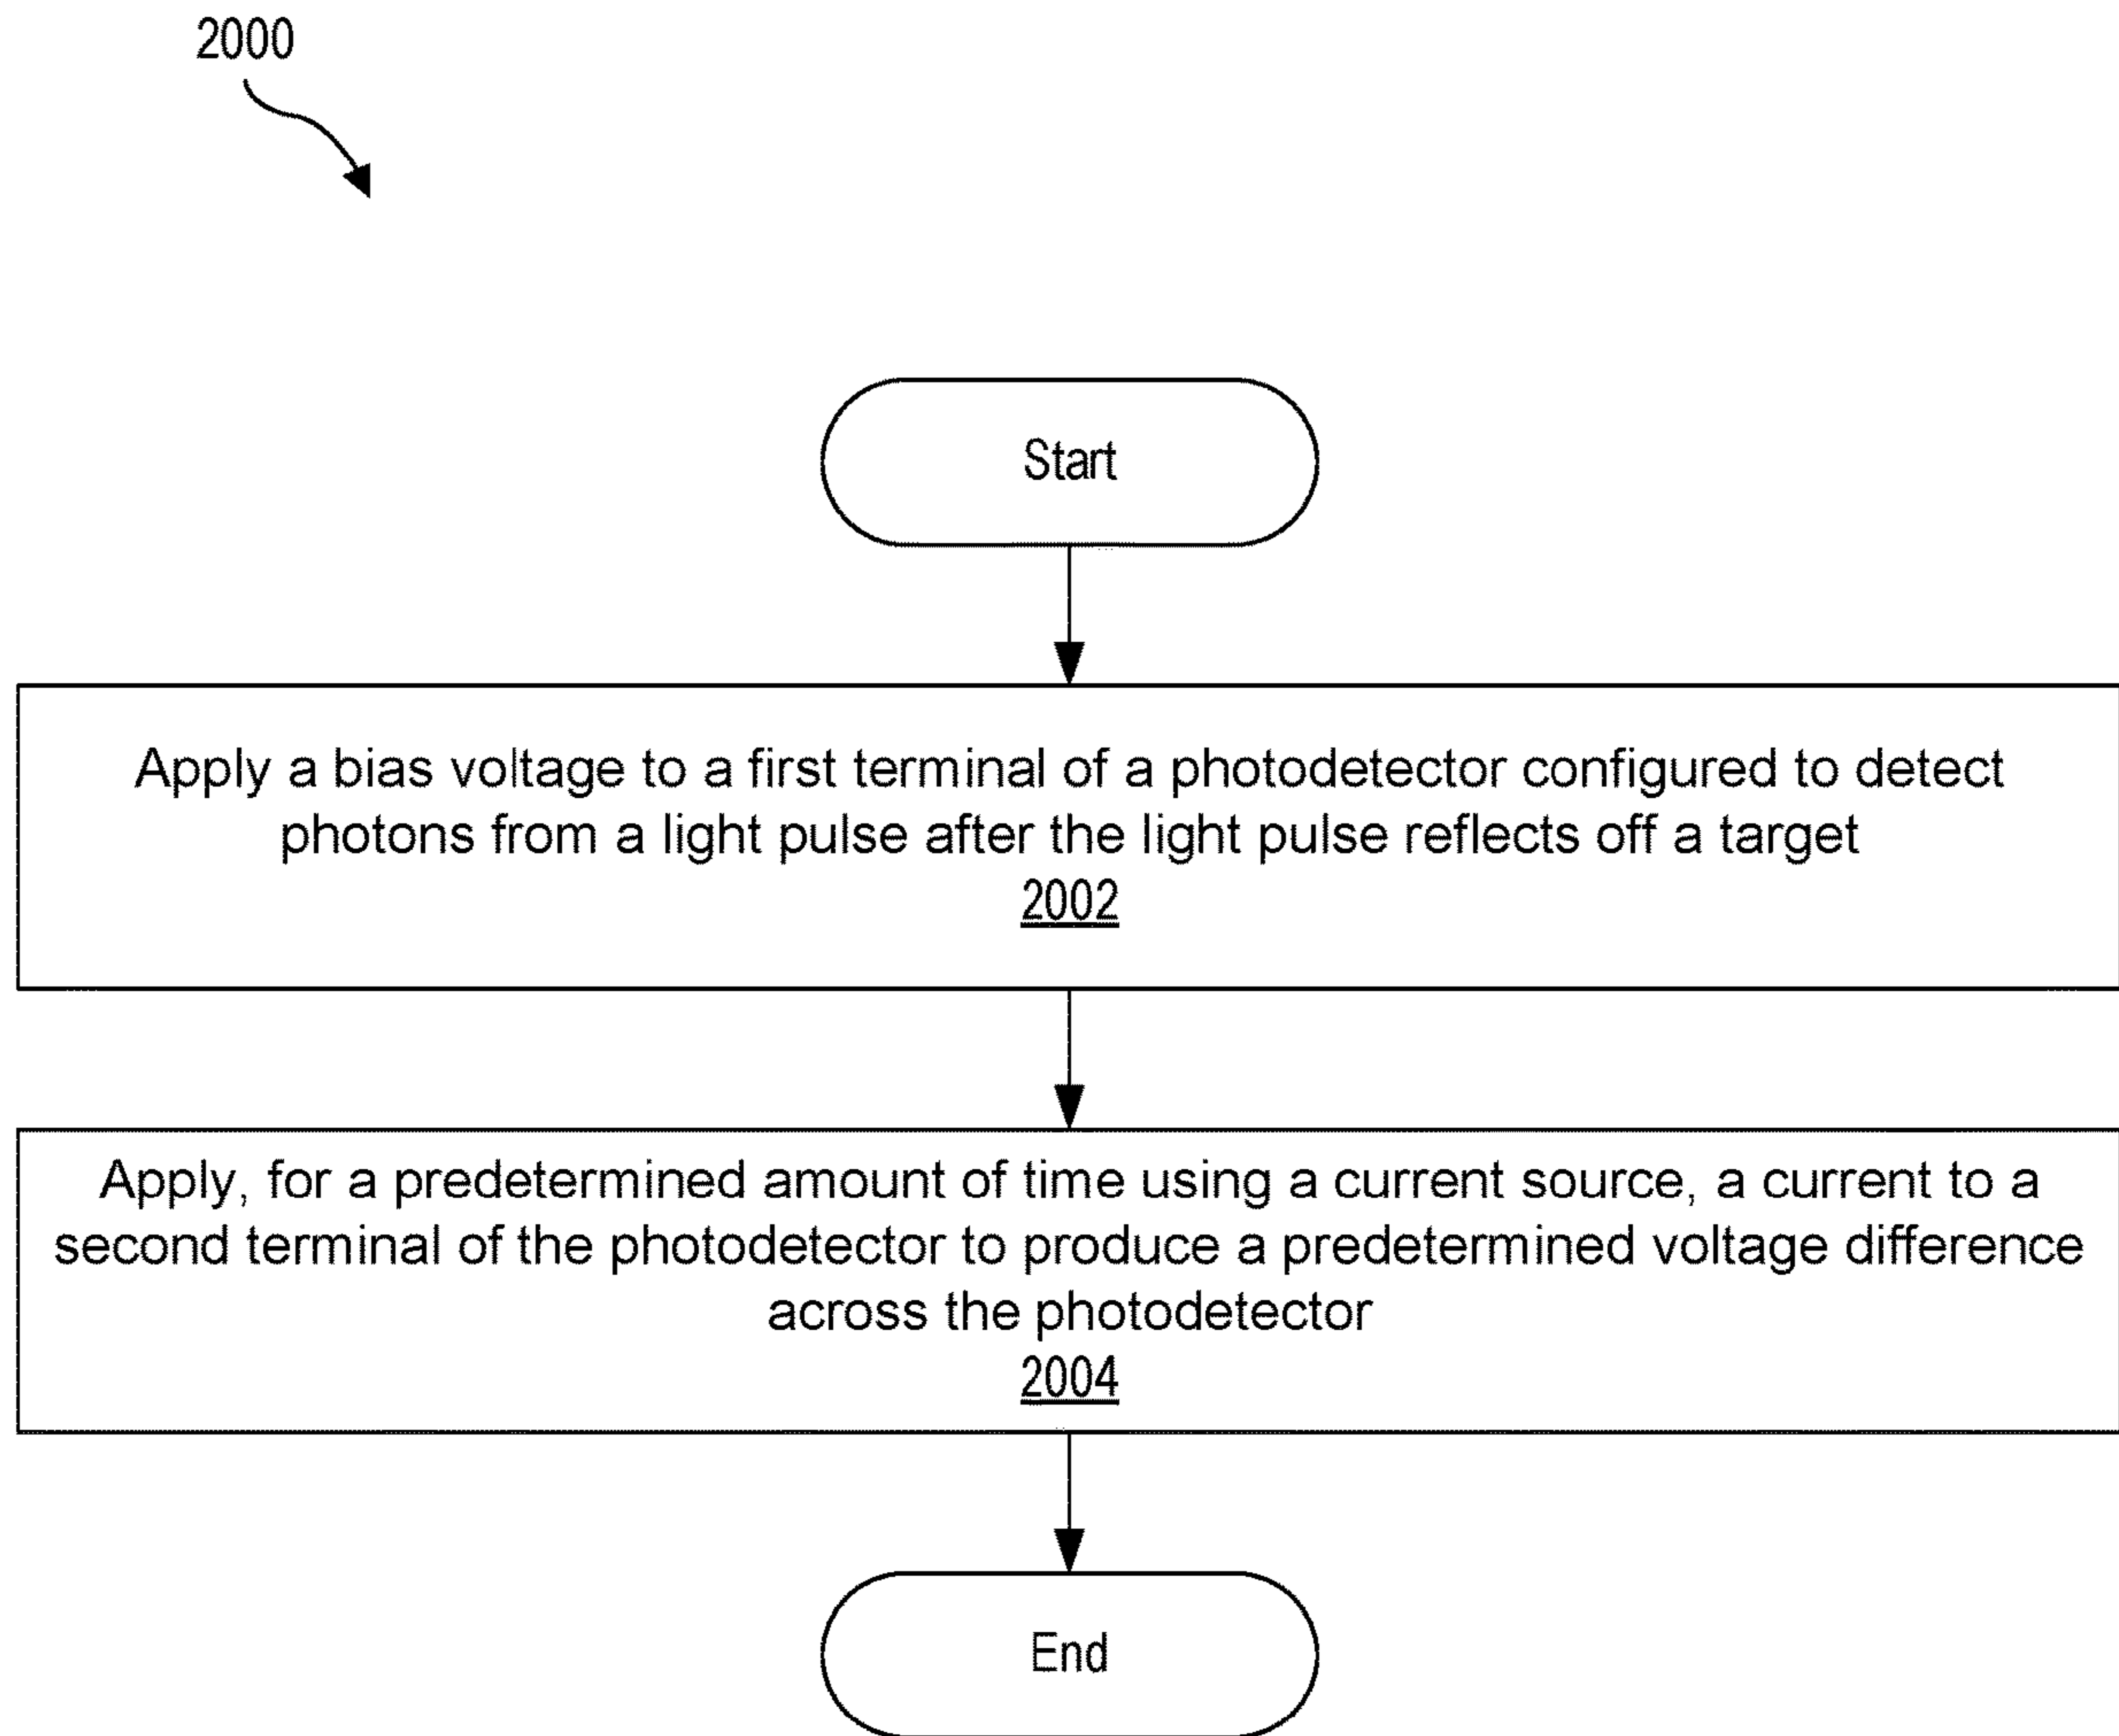 2000
Start
Apply a bias voltage to a first terminal of a photodetector configured to detect
photons from a light pulse after the light pulse reflects off a target
2002
Apply, for a predetermined amount of time using a current source, a current to a
second terminal of the photodetector to produce a predetermined voltage difference
across the photodetector
2004
End